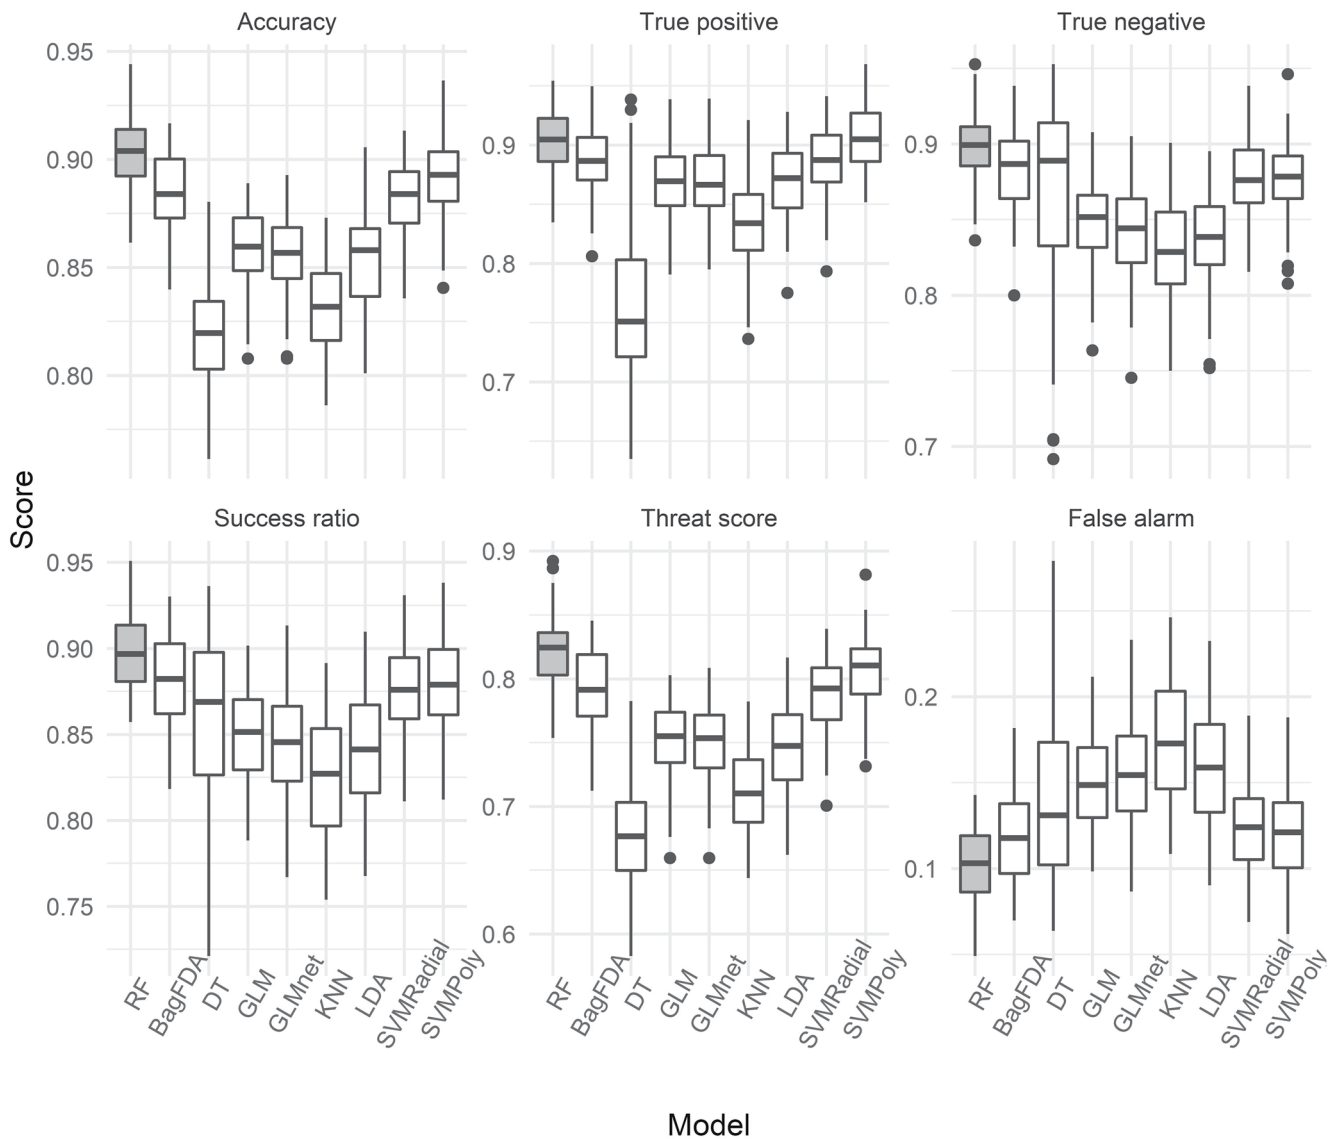 Accuracy
True positive
True negative
0.95
0.90
0.85
0.80
0.9
0.8
0.7
0.9
0.8
0.7
Score
Success ratio
Threat score
False alarm
0.95
0.90
0.85
0.80
0.75
0.9
0.8
0.7
0.6
0.2
0.1
RF
BagFDA
DT
GLM
GLMnet
KNN
LDA
SVMRadial
SVMPoly
RF
BagFDA
DT
GLM
GLMnet
KNN
LDA
SVMRadial
SVMPoly
RF
BagFDA
DT
GLM
GLMnet
KNN
LDA
SVMRadial
SVMPoly
Model